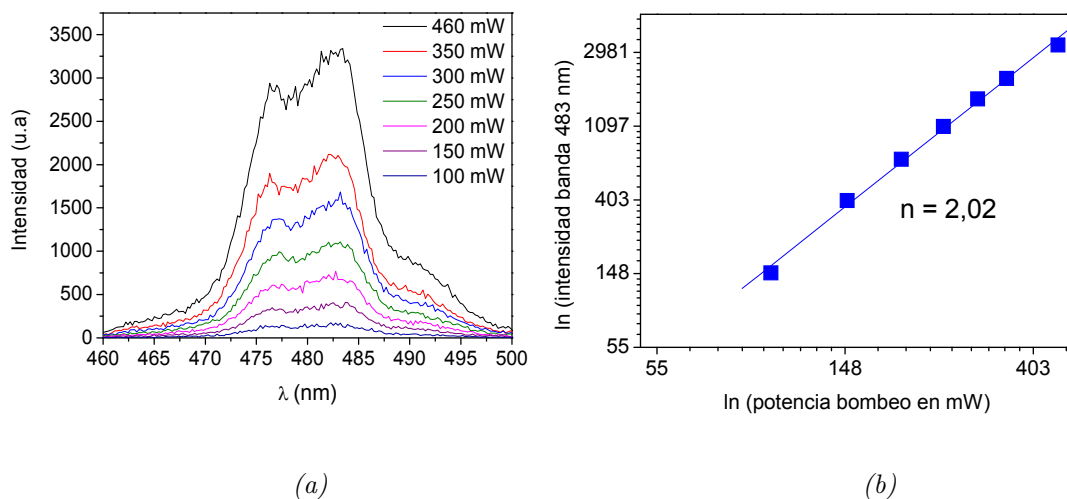 3500
3000
2500
2000
1500
1000
500
0
Intensidad (u.a)
460 mW
350 mW
300 mW
250 mW
200 mW
150 mW
100 mW
460 465 470 475 480 485 490 495 500
λ (nm)
(a)
2981
1097
403
148
55
ln (intensidad banda 483 nm)
n = 2,02
55 148 403
ln (potencia bombeo en mW)
(b)